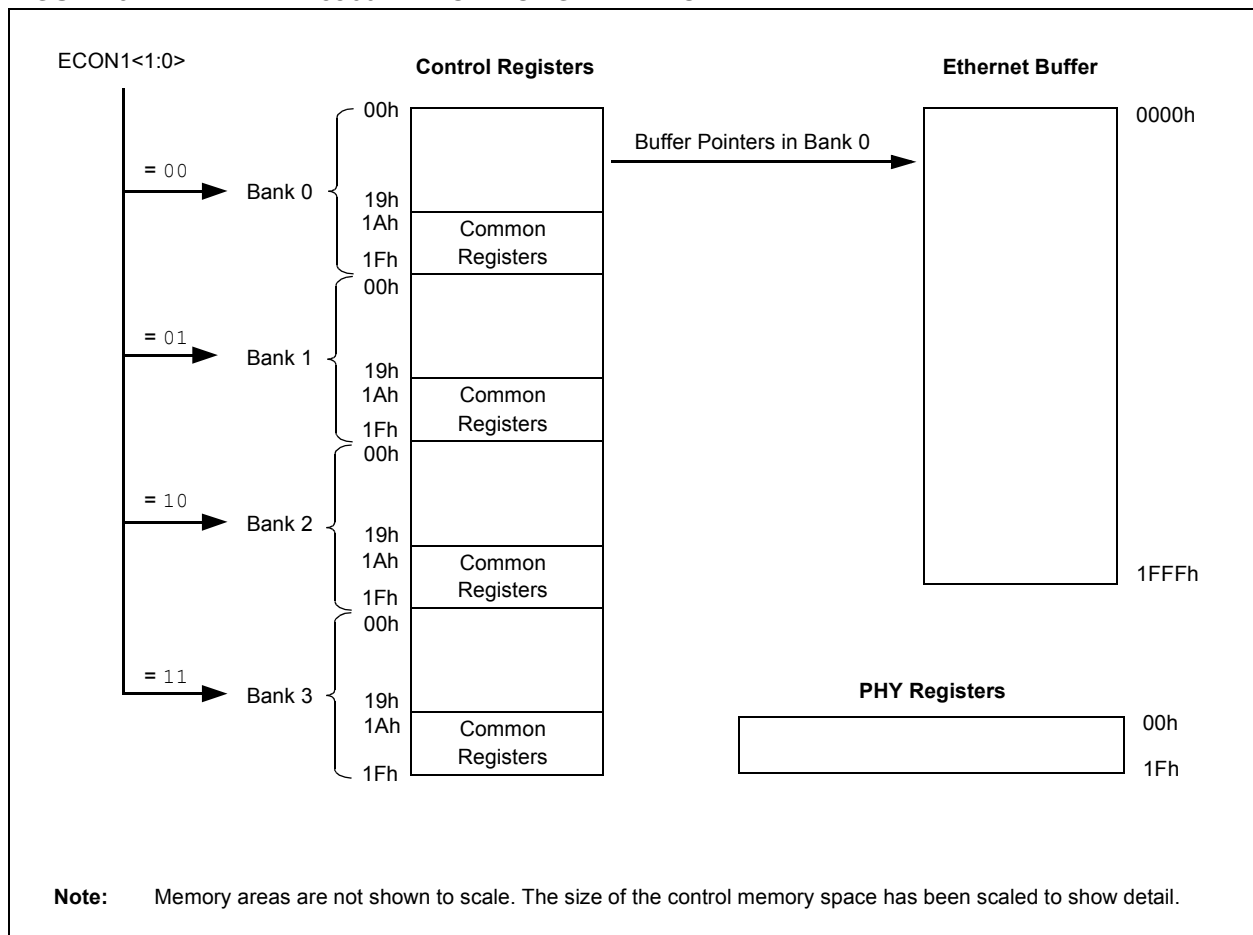 ECON1<1:0>
Control Registers
Ethernet Buffer
= 00
Bank 0
00h
19h
1Ah
1Fh
Common
Registers
Buffer Pointers in Bank 0
0000h
1FFFh
= 01
Bank 1
00h
19h
1Ah
1Fh
Common
Registers
= 10
Bank 2
00h
19h
1Ah
1Fh
Common
Registers
= 11
Bank 3
00h
19h
1Ah
1Fh
Common
Registers
PHY Registers
00h
1Fh
Note: Memory areas are not shown to scale. The size of the control memory space has been scaled to show detail.